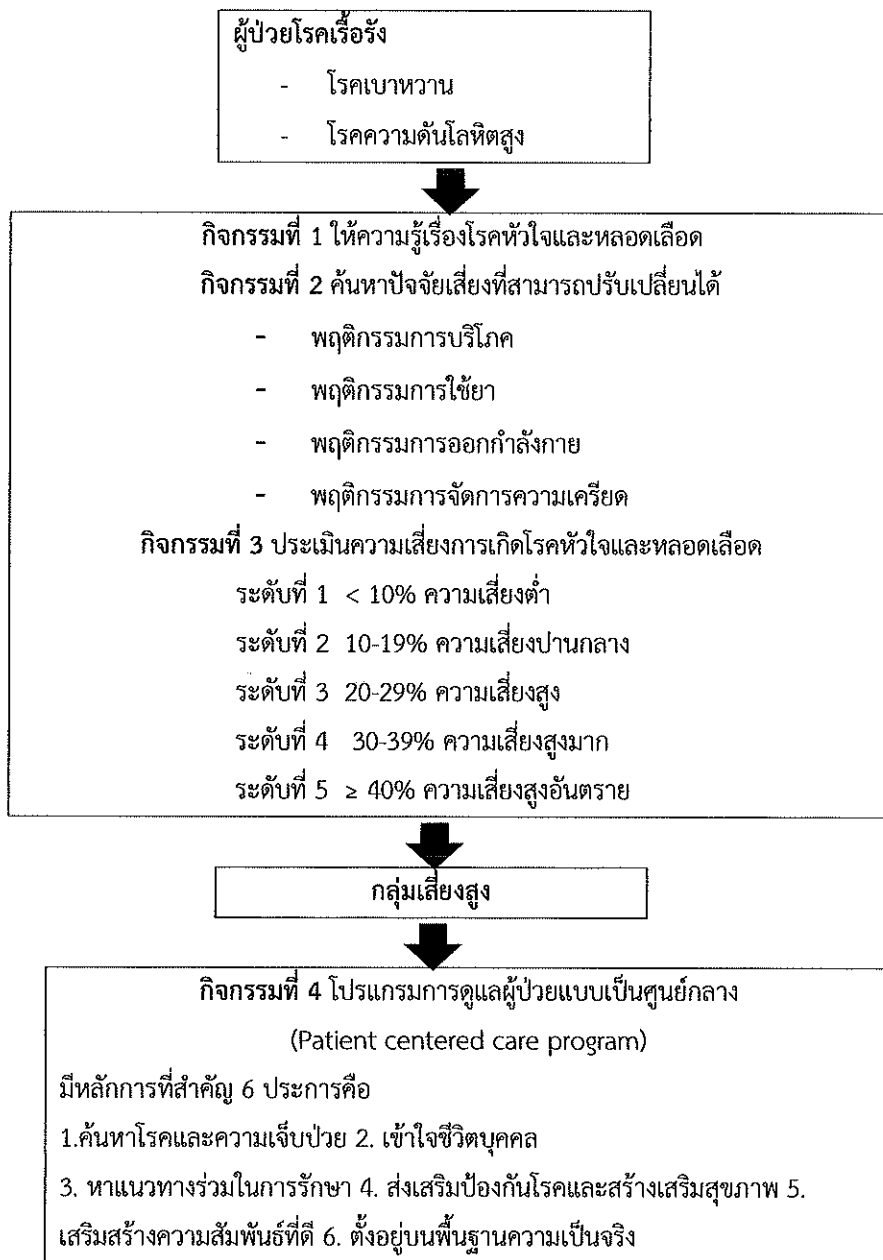 ผู้ป่วยโรคเรื้อรัง
- โรคเบาหวาน
- โรคความดันโลหิตสูง
กิจกรรมที่ 1 ให้ความรู้เรื่องโรคหัวใจและหลอดเลือด
กิจกรรมที่ 2 ค้นหาปัจจัยเสี่ยงที่สามารถปรับเปลี่ยนได้
- พฤติกรรมการบริโภค
- พฤติกรรมการใช้ยา
- พฤติกรรมการออกกำลังกาย
- พฤติกรรมการจัดการความเครียด
กิจกรรมที่ 3 ประเมินความเสี่ยงการเกิดโรคหัวใจและหลอดเลือด
ระดับที่ 1 < 10% ความเสี่ยงต่ำ
ระดับที่ 2 10-19% ความเสี่ยงปานกลาง
ระดับที่ 3 20-29% ความเสี่ยงสูง
ระดับที่ 4 30-39% ความเสี่ยงสูงมาก
ระดับที่ 5 ≥ 40% ความเสี่ยงสูงอันตราย
กลุ่มเสี่ยงสูง
กิจกรรมที่ 4 โปรแกรมการดูแลผู้ป่วยแบบเป็นศูนย์กลาง
(Patient centered care program)
มีหลักการที่สำคัญ 6 ประการคือ
1.ค้นหาโรคและความเจ็บป่วย 2. เข้าใจชีวิตบุคคล
3. หาแนวทางร่วมในการรักษา 4. ส่งเสริมป้องกันโรคและสร้างเสริมสุขภาพ 5.
เสริมสร้างความสัมพันธ์ที่ดี 6. ตั้งอยู่บนพื้นฐานความเป็นจริง